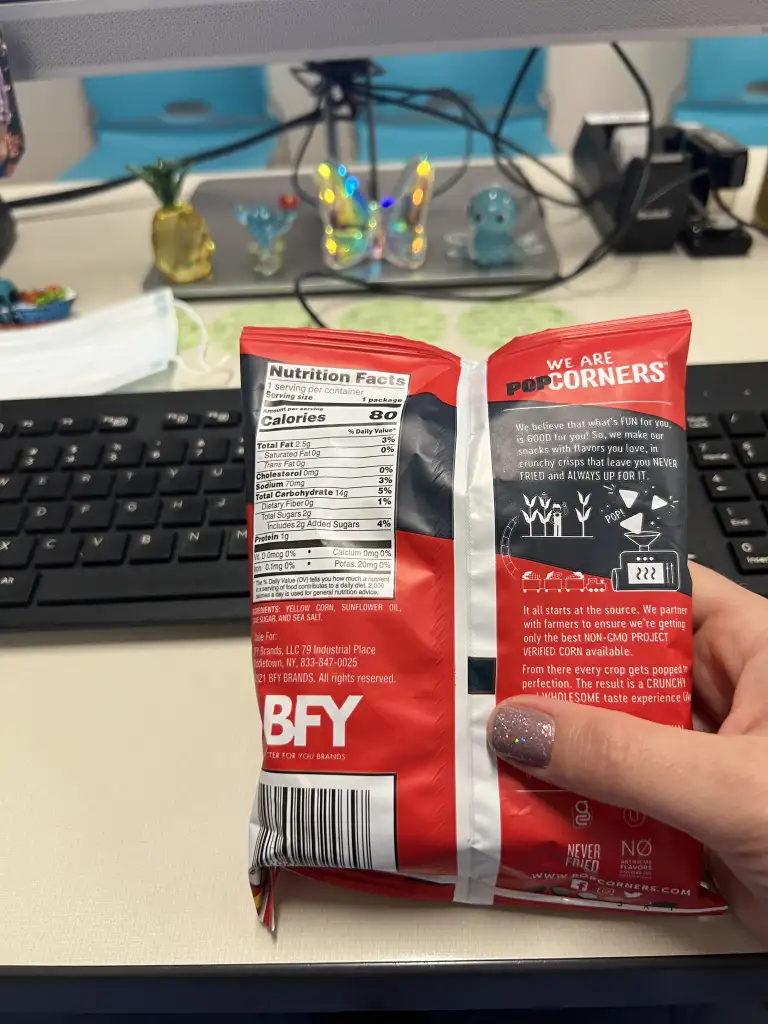 Nutrition Facts
1 serving per container
Serving size 1 package
Amount per serving
Calories 80
% Daily Value*
Total Fat 2.5g 3%
Saturated Fat 0g 0%
Trans Fat 0g
Cholesterol 0mg 0%
Sodium 70mg 3%
Total Carbohydrate 14g 5%
Dietary Fiber 0g 1%
Total Sugars 2g
Includes 2g Added Sugars 4%
Protein 1g
Vit. D 0mcg 0% • Calcium 0mg 0%
0.1mg 0% • Potas. 20mg 0%
*The % Daily Value (DV) tells you how much a nutrient
in a serving of food contributes to a daily diet. 2,000
calories a day is used for general nutrition advice.
INGREDIENTS: YELLOW CORN, SUNFLOWER OIL,
SUGAR, AND SEA SALT.
For:
Brands, LLC 79 Industrial Place
NY, 833-847-0025
BFY BRANDS. All rights reserved.
BFY
FOR YOU BRANDS
WE ARE
POPCORNERS
We believe that what's FUN for you,
is GOOD for you! So, we make our
snacks with flavors you love, in
crunchy crisps that leave you NEVER
FRIED and ALWAYS UP FOR IT.
POP!
It all starts at the source. We partner
with farmers to ensure we're getting
only the best NON-GMO PROJECT
VERIFIED CORN available.
From there every crop gets popped to
perfection. The result is a CRUNCHY
WHOLESOME taste experience
NEVER
FRIED
NO
ARTIFICIAL
FLAVORS
WWW.POPCORNERS.COM